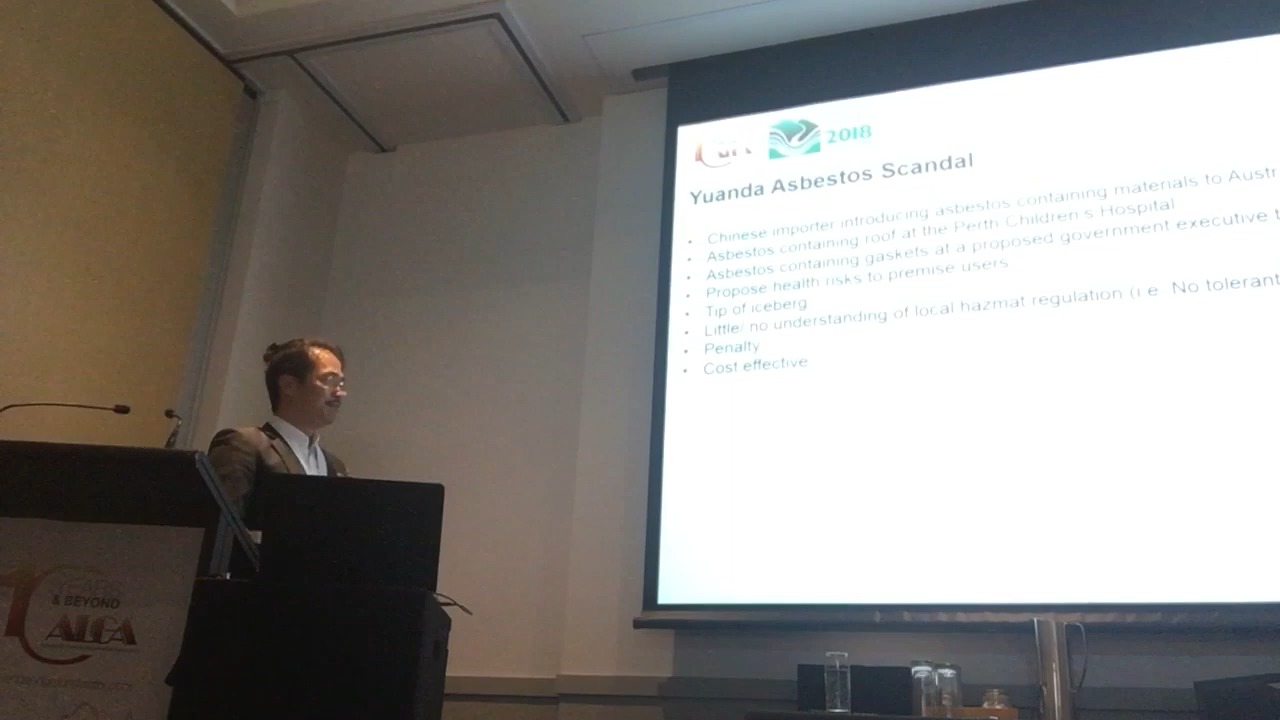 2018
Yuanda Asbestos Scandal
• Chinese importer introducing asbestos containing materials to Austr
• Asbestos containing roof at the Perth Children s Hospital
• Asbestos containing gaskets at a proposed government executive t
• Propose health risks to premise users
• Tip of iceberg
• Little/ no understanding of local hazmat regulation (i.e. No tolerant
• Penalty
• Cost effective
YEARS
& BEYOND
ALGA